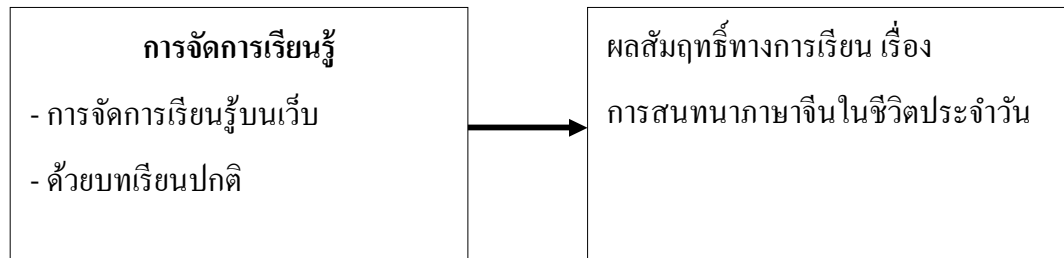 การจัดการเรียนรู้
- การจัดการเรียนรู้บนเว็บ
- ด้วยบทเรียนปกติ
ผลสัมฤทธิ์ทางการเรียน เรื่อง
การสนทนาภาษาจีนในชีวิตประจำวัน